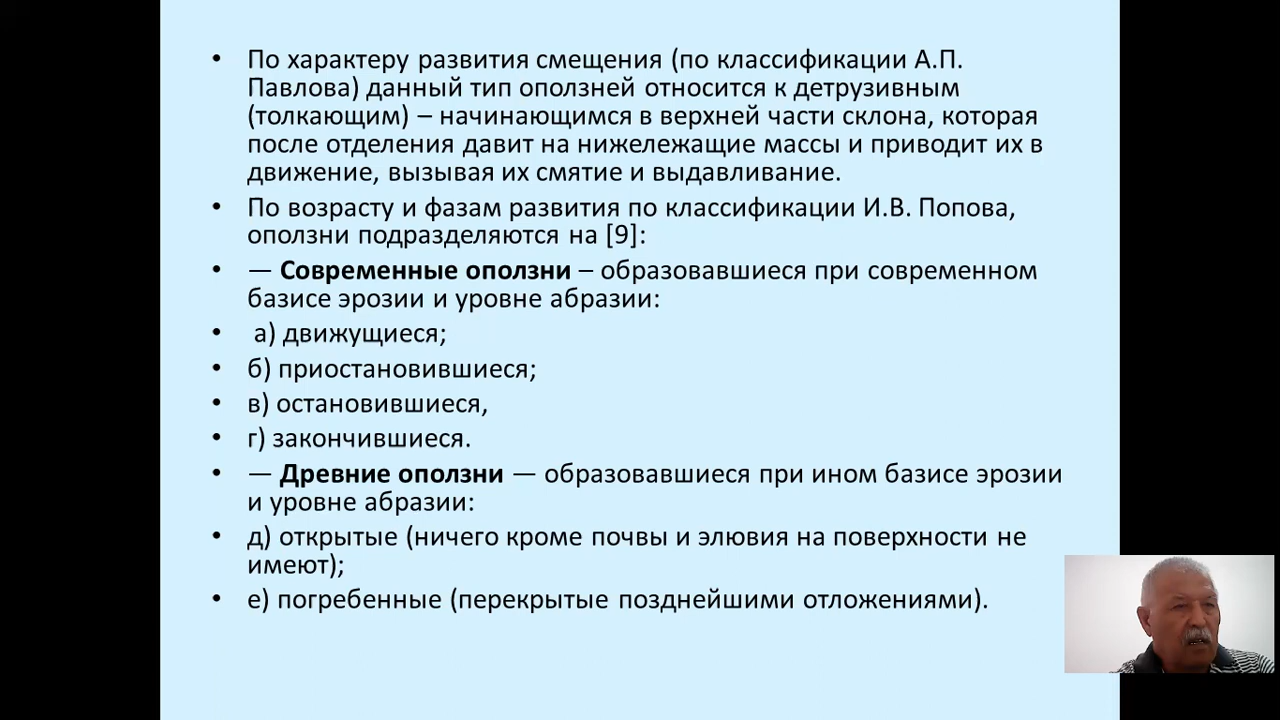 • По характеру развития смещения (по классификации А.П.
Павлова) данный тип оползней относится к детрузивным
(толкающим) – начинающимся в верхней части склона, которая
после отделения давит на нижележащие массы и приводит их в
движение, вызывая их смятие и выдавливание.
• По возрасту и фазам развития по классификации И.В. Попова,
оползни подразделяются на [9]:
• — Современные оползни – образовавшиеся при современном
базисе эрозии и уровне абразии:
• а) движущиеся;
• б) приостановившиеся;
• в) остановившиеся,
• г) закончившиеся.
• — Древние оползни — образовавшиеся при ином базисе эрозии
и уровне абразии:
• д) открытые (ничего кроме почвы и элювия на поверхности не
имеют);
• е) погребенные (перекрытые позднейшими отложениями).